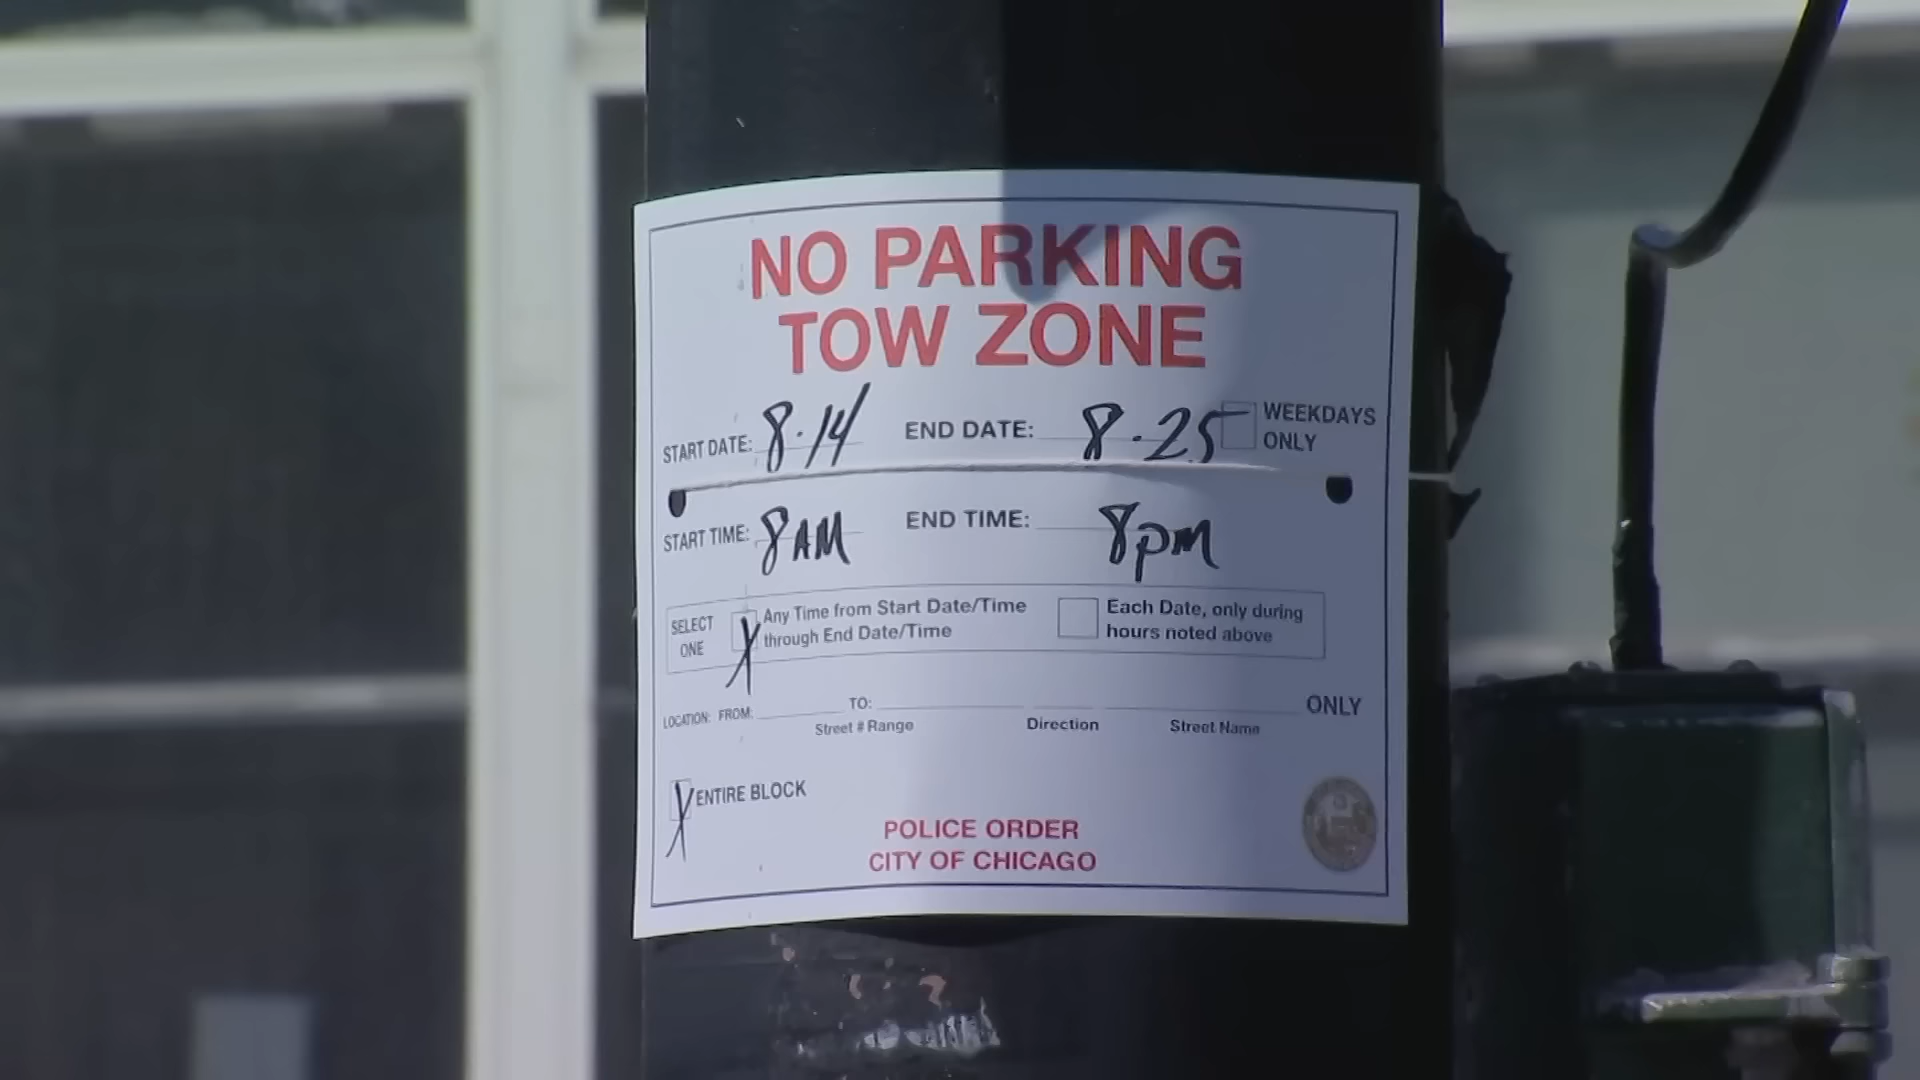 NO PARKING
TOW ZONE
START DATE: 8.14 END DATE: 8.25 WEEKDAYS ONLY
START TIME: 8AM END TIME: 8pm
SELECT ONE X Any Time from Start Date/Time through End Date/Time Each Date, only during hours noted above
LOCATION: FROM: TO: ONLY
Street # Range Direction Street Name
X ENTIRE BLOCK
POLICE ORDER
CITY OF CHICAGO